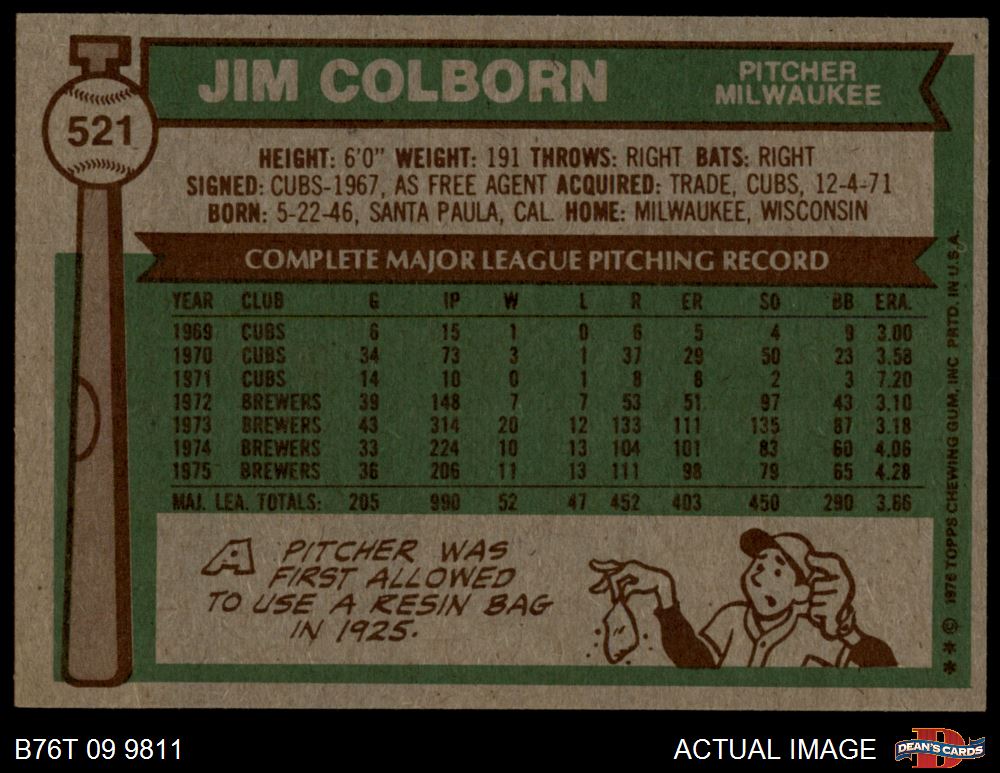 521
JIM COLBORN
PITCHER
MILWAUKEE
HEIGHT: 6'0" WEIGHT: 191 THROWS: RIGHT BATS: RIGHT
SIGNED: CUBS-1967, AS FREE AGENT ACQUIRED: TRADE, CUBS, 12-4-71
BORN: 5-22-46, SANTA PAULA, CAL. HOME: MILWAUKEE, WISCONSIN
COMPLETE MAJOR LEAGUE PITCHING RECORD
YEAR CLUB G IP W L R ER SO BB ERA.
1969 CUBS 6 15 1 0 6 5 4 9 3.00
1970 CUBS 34 73 3 1 37 29 50 23 3.58
1971 CUBS 14 10 0 1 8 8 2 3 7.20
1972 BREWERS 39 148 7 7 53 51 97 43 3.10
1973 BREWERS 43 314 20 12 133 111 135 87 3.18
1974 BREWERS 33 224 10 13 104 101 83 60 4.06
1975 BREWERS 36 206 11 13 111 98 79 65 4.28
MAJ. LEA. TOTALS: 205 990 52 47 452 403 450 290 3.66
A PITCHER WAS
FIRST ALLOWED
TO USE A RESIN BAG
IN 1925.
* * © 1976 TOPPS CHEWING GUM, INC PRTD. IN U.S.A.
B76T 09 9811
ACTUAL IMAGE
D
DEAN'S CARDS